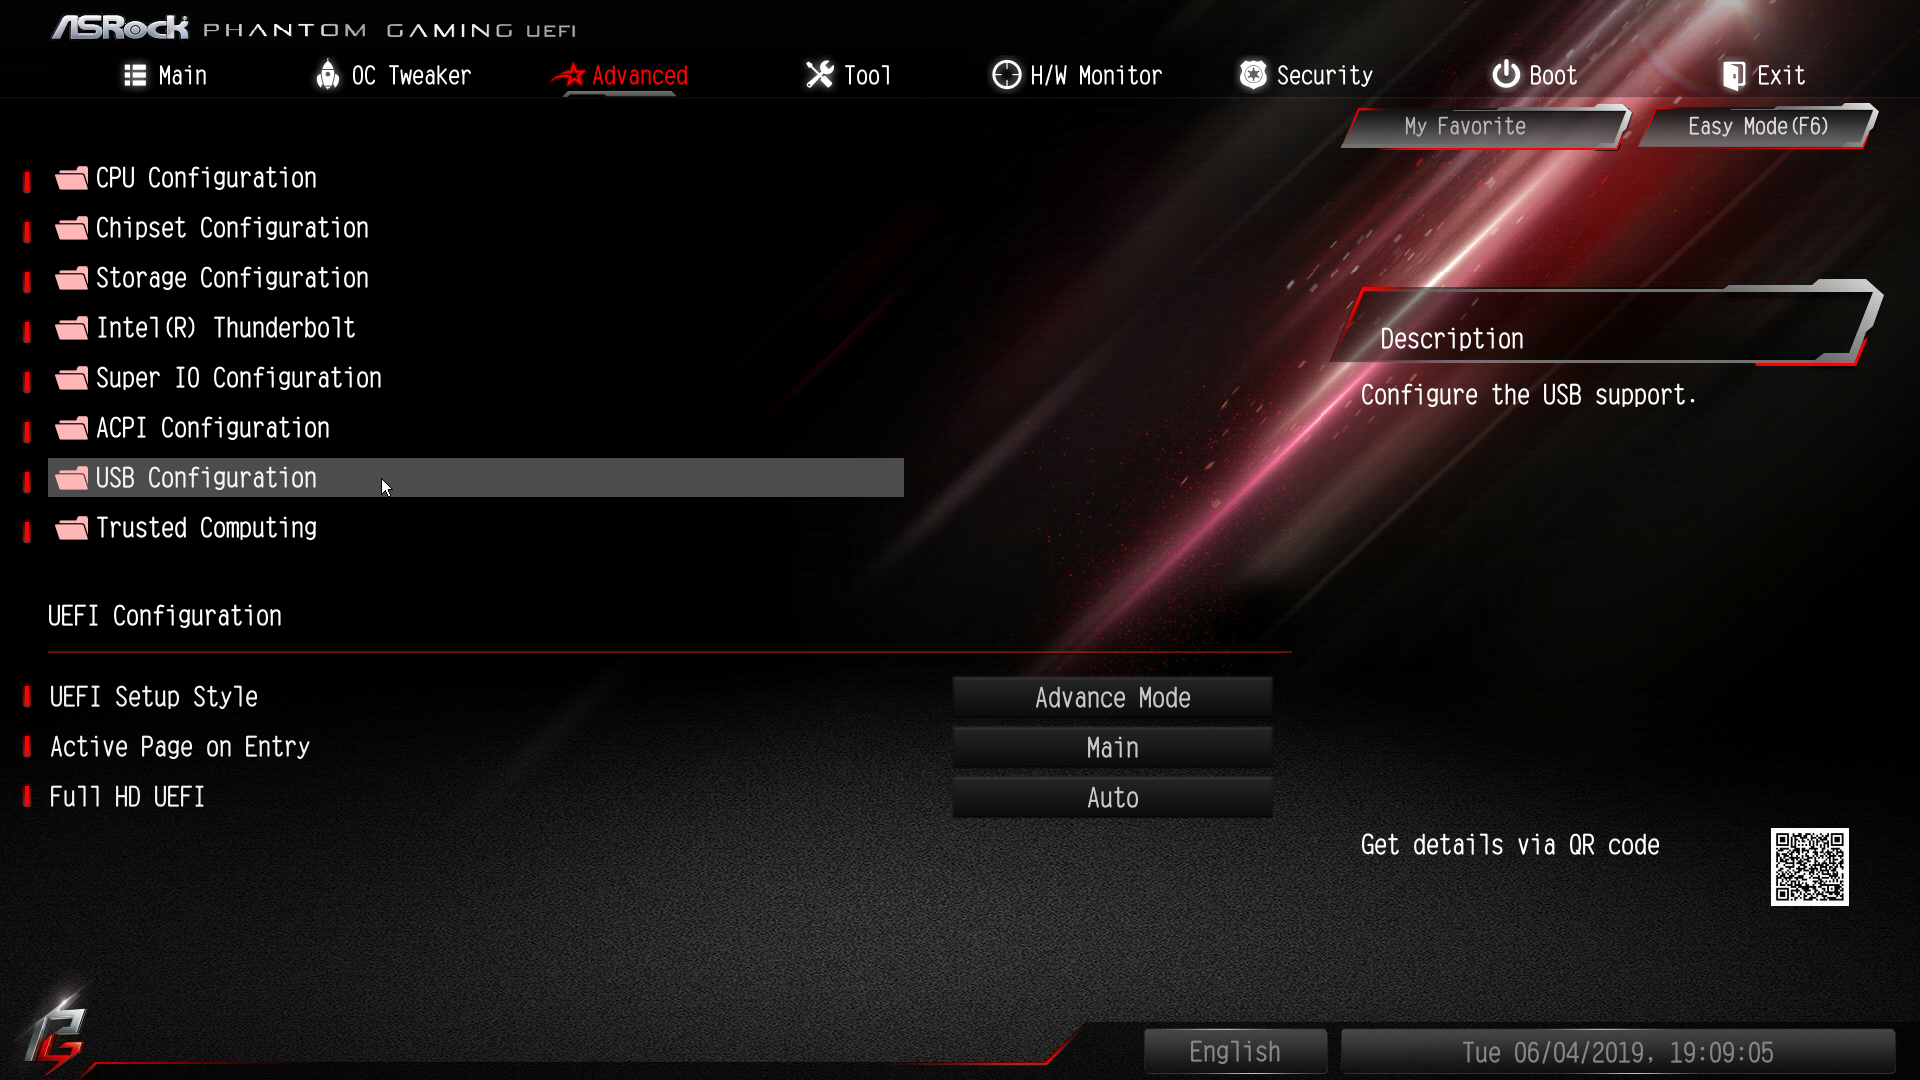 ASRock PHANTOM GAMING UEFI
Main OC Tweaker Advanced Tool H/W Monitor Security Boot Exit
My Favorite Easy Mode(F6)
CPU Configuration
Chipset Configuration
Storage Configuration
Intel(R) Thunderbolt
Super IO Configuration
ACPI Configuration
USB Configuration
Trusted Computing
Description
Configure the USB support.
UEFI Configuration
UEFI Setup Style Advance Mode
Active Page on Entry Main
Full HD UEFI Auto
Get details via QR code
English Tue 06/04/2019, 19:09:05